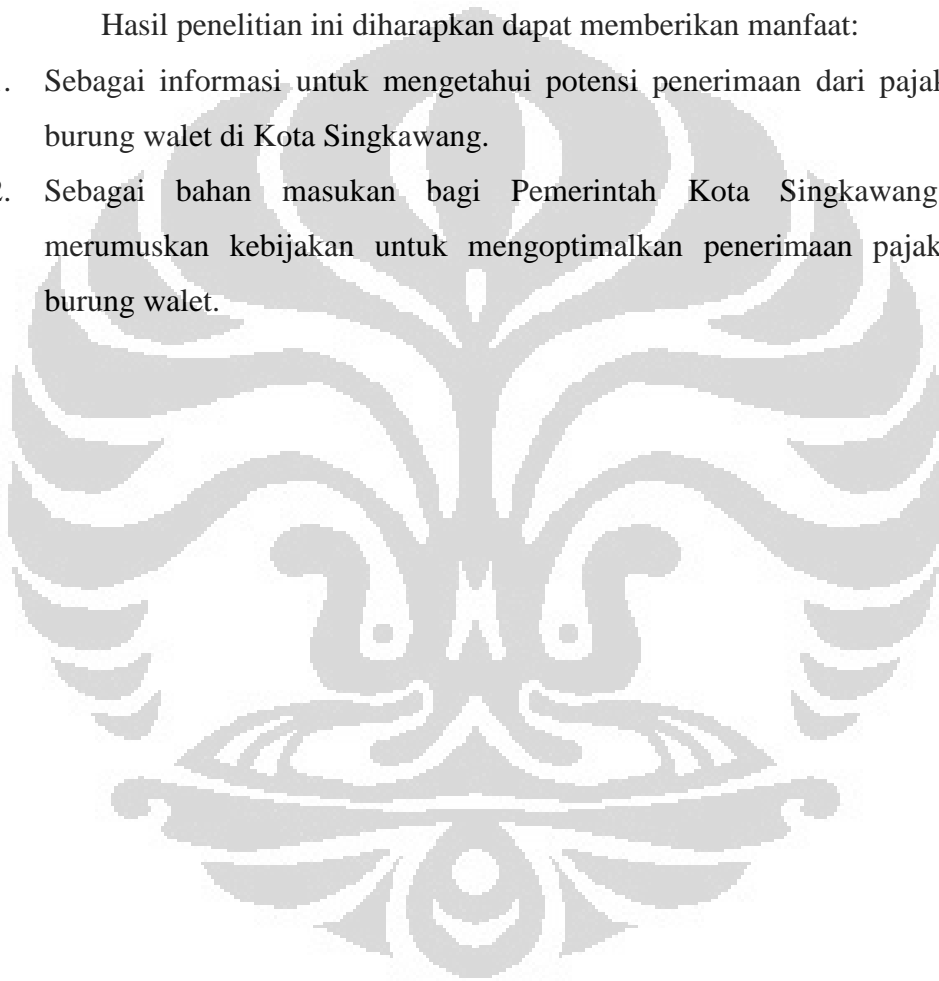 Hasil penelitian ini diharapkan dapat memberikan manfaat:
. Sebagai informasi untuk mengetahui potensi penerimaan dari pajak
burung walet di Kota Singkawang.
2. Sebagai bahan masukan bagi Pemerintah Kota Singkawang
merumuskan kebijakan untuk mengoptimalkan penerimaan pajak
burung walet.